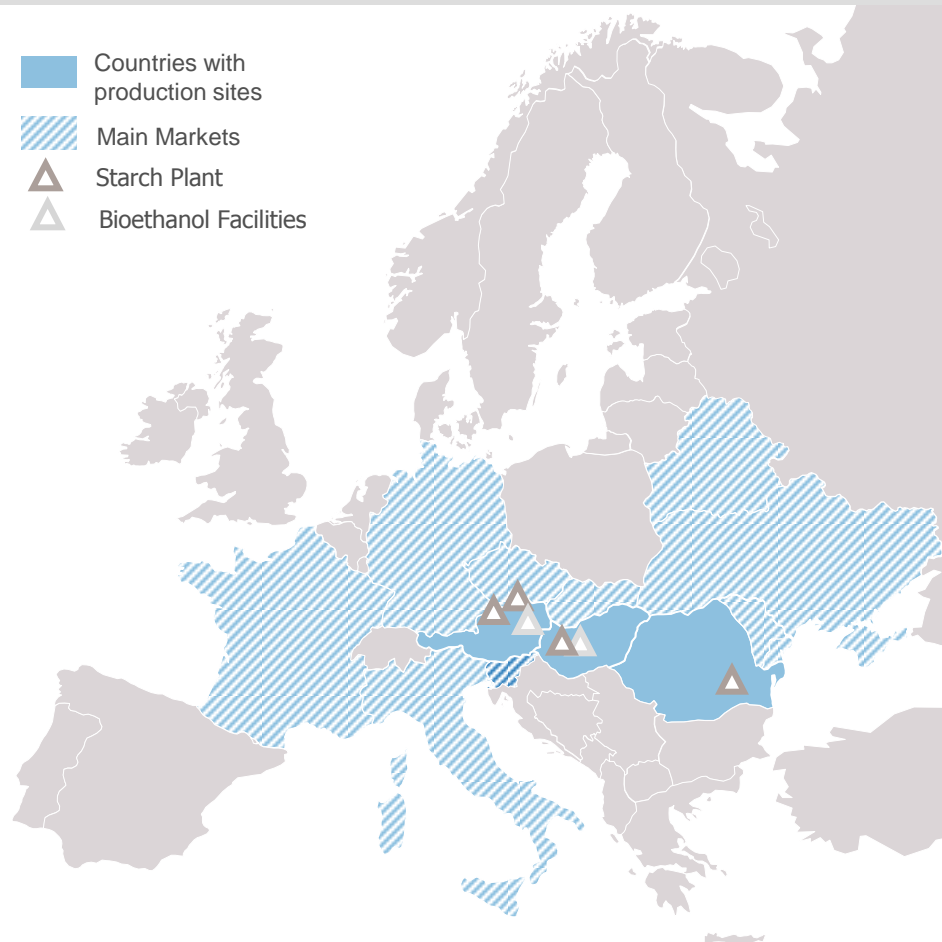 Countries with
production sites
Main Markets
Starch Plant
Bioethanol Facilities